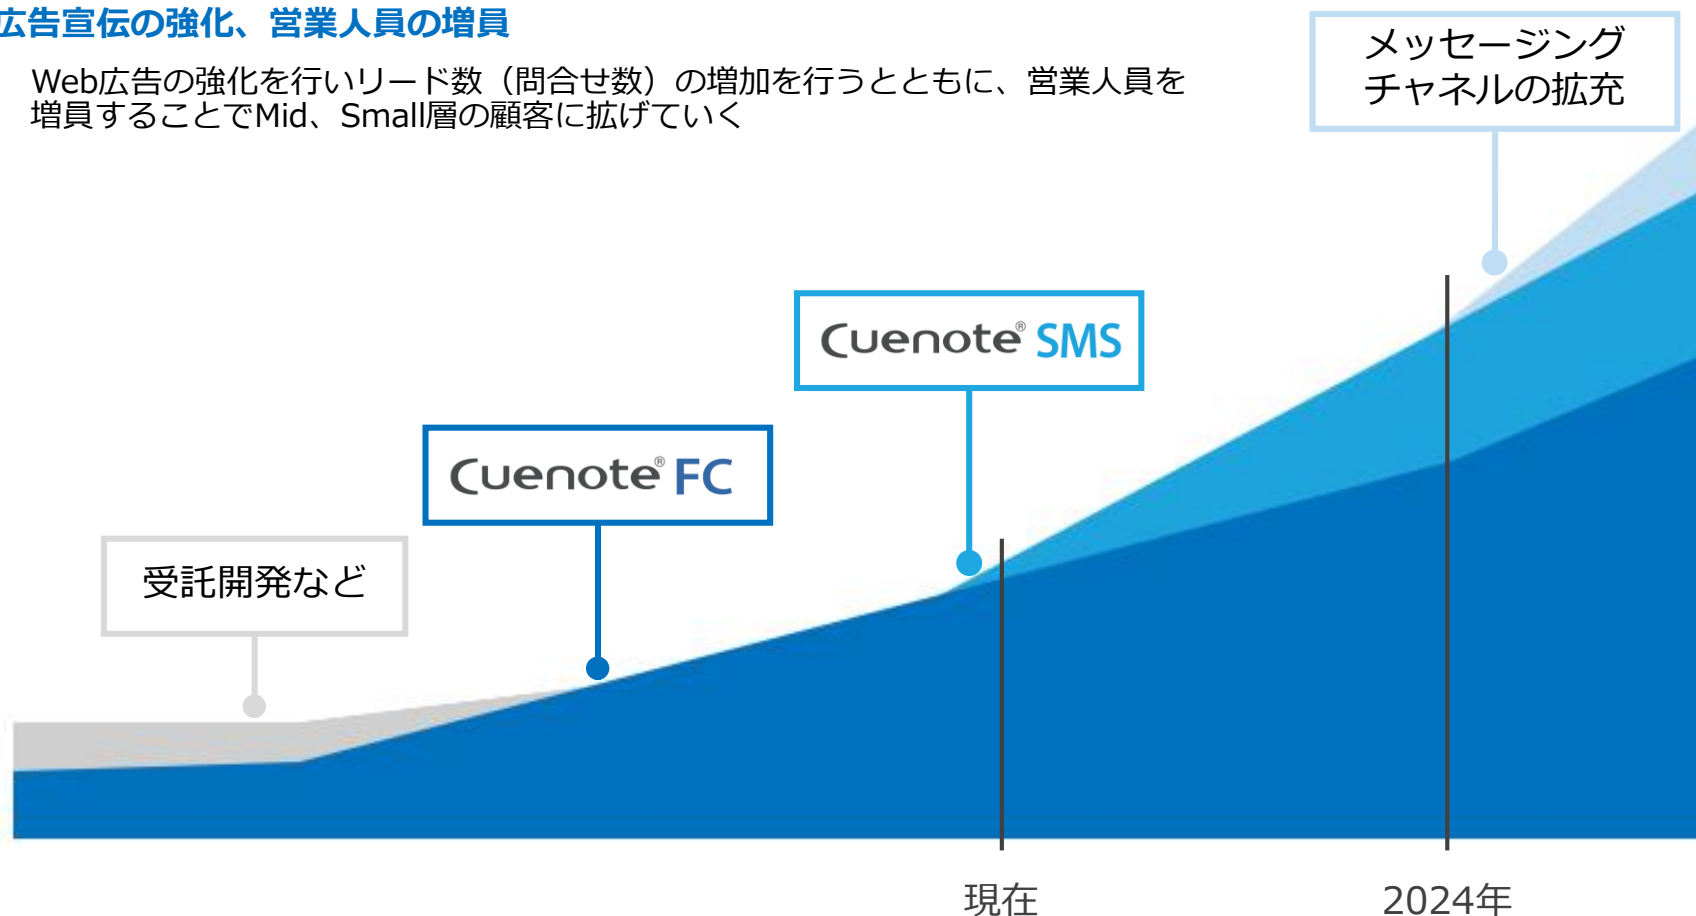 広告宣伝の強化、営業人員の増員
Web広告の強化を行いリード数（問合せ数）の増加を行うとともに、営業人員を
増員することでMid、Small層の顧客に拡げていく
メッセージング
チャネルの拡充
Cuenote® SMS
Cuenote® FC
受託開発など
現在
2024年